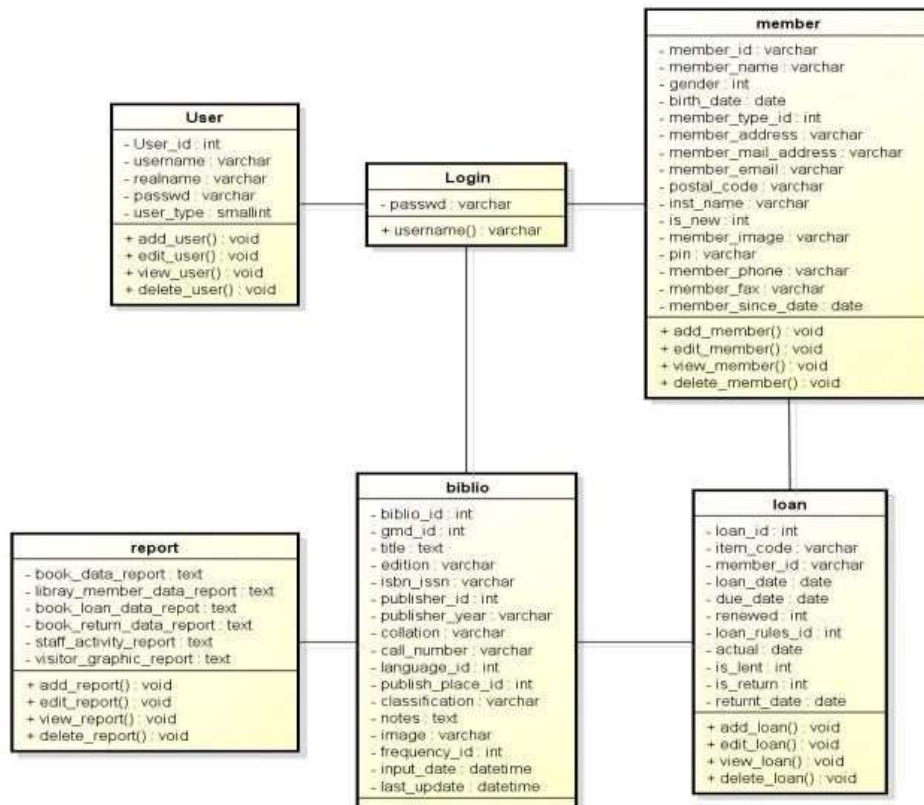 User
- User_id : int
- username : varchar
- realname : varchar
- passwd : varchar
- user_type : smallint
+ add_user() : void
+ edit_user() : void
+ view_user() : void
+ delete_user() : void
Login
- passwd : varchar
+ username() : varchar
member
- member_id : varchar
- member_name : varchar
- gender : int
- birth_date : date
- member_type_id : int
- member_address : varchar
- member_mail_address : varchar
- member_email : varchar
- postal_code : varchar
- inst_name : varchar
- is_new : int
- member_image : varchar
- pin : varchar
- member_phone : varchar
- member_fax : varchar
- member_since_date : date
+ add_member() : void
+ edit_member() : void
+ view_member() : void
+ delete_member() : void
report
- book_data_report : text
- libray_member_data_report : text
- book_loan_data_repot : text
- book_return_data_report : text
- staff_activity_report : text
- visitor_graphic_report : text
+ add_report() : void
+ edit_report() : void
+ view_report() : void
+ delete_report() : void
biblio
- biblio_id : int
- gmd_id : int
- title : text
- edition : varchar
- isbn_issn : varchar
- publisher_id : int
- publisher_year : varchar
- collation : varchar
- call_number : varchar
- language_id : int
- publish_place_id : int
- classification : varchar
- notes : text
- image : varchar
- frequency_id : int
- input_date : datetime
- last_update : datetime
loan
- loan_id : int
- item_code : varchar
- member_id : varchar
- loan_date : date
- due_date : date
- renewed : int
- loan_rules_id : int
- actual : date
- is_lent : int
- is_return : int
- returnt_date : date
+ add_loan() : void
+ edit_loan() : void
+ view_loan() : void
+ delete_loan() : void